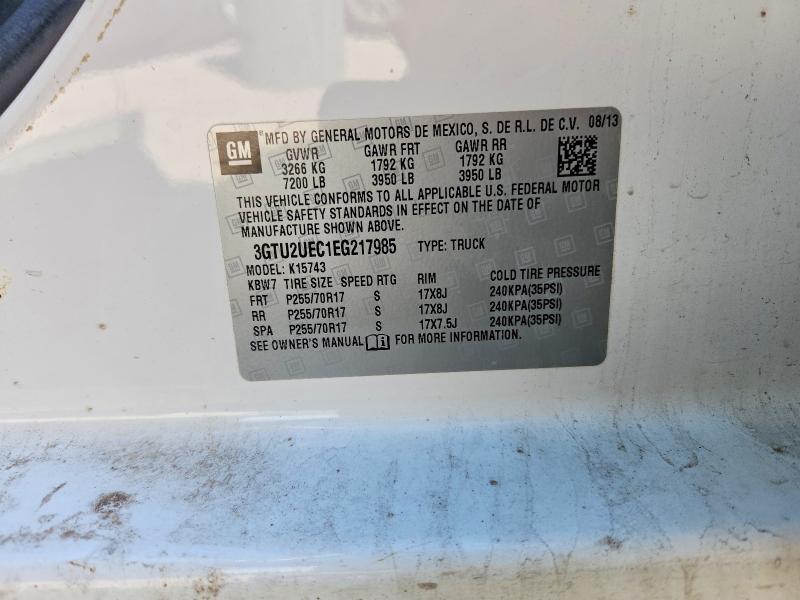 GM ® MFD BY GENERAL MOTORS DE MEXICO, S. DE R.L. DE C.V. 08/13
GVWR GAWR FRT GAWR RR
3266 KG 1792 KG 1792 KG
7200 LB 3950 LB 3950 LB
THIS VEHICLE CONFORMS TO ALL APPLICABLE U.S. FEDERAL MOTOR
VEHICLE SAFETY STANDARDS IN EFFECT ON THE DATE OF
MANUFACTURE SHOWN ABOVE.
3GTU2UEC1EG217985 TYPE: TRUCK
MODEL: K15743
KBW7 TIRE SIZE SPEED RTG RIM COLD TIRE PRESSURE
FRT P255/70R17 S 17X8J 240KPA(35PSI)
RR P255/70R17 S 17X8J 240KPA(35PSI)
SPA P255/70R17 S 17X7.5J 240KPA(35PSI)
SEE OWNER'S MANUAL FOR MORE INFORMATION.